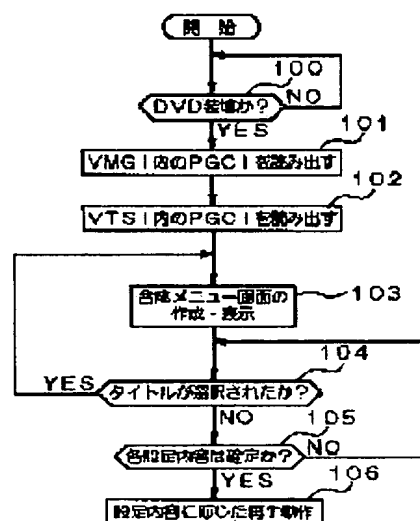 開 始
100
DVD装填か?
NO
YES
101
VMGI内のPGCIを読み出す
102
VTSI内のPGCIを読み出す
合成メニュー画面の
作成・表示
103
104
YES
タイトルが選択されたか?
NO
105
各設定内容は確定か?
NO
YES
106
設定内容に応じた再生動作